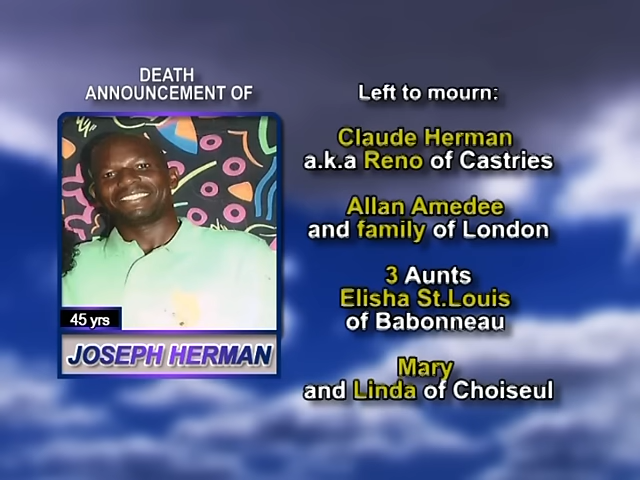 DEATH
ANNOUNCEMENT OF
45 yrs
JOSEPH HERMAN
Left to mourn:
Claude Herman
a.k.a Reno of Castries
Allan Amedee
and family of London
3 Aunts
Elisha St.Louis
of Babonneau
Mary
and Linda of Choiseul